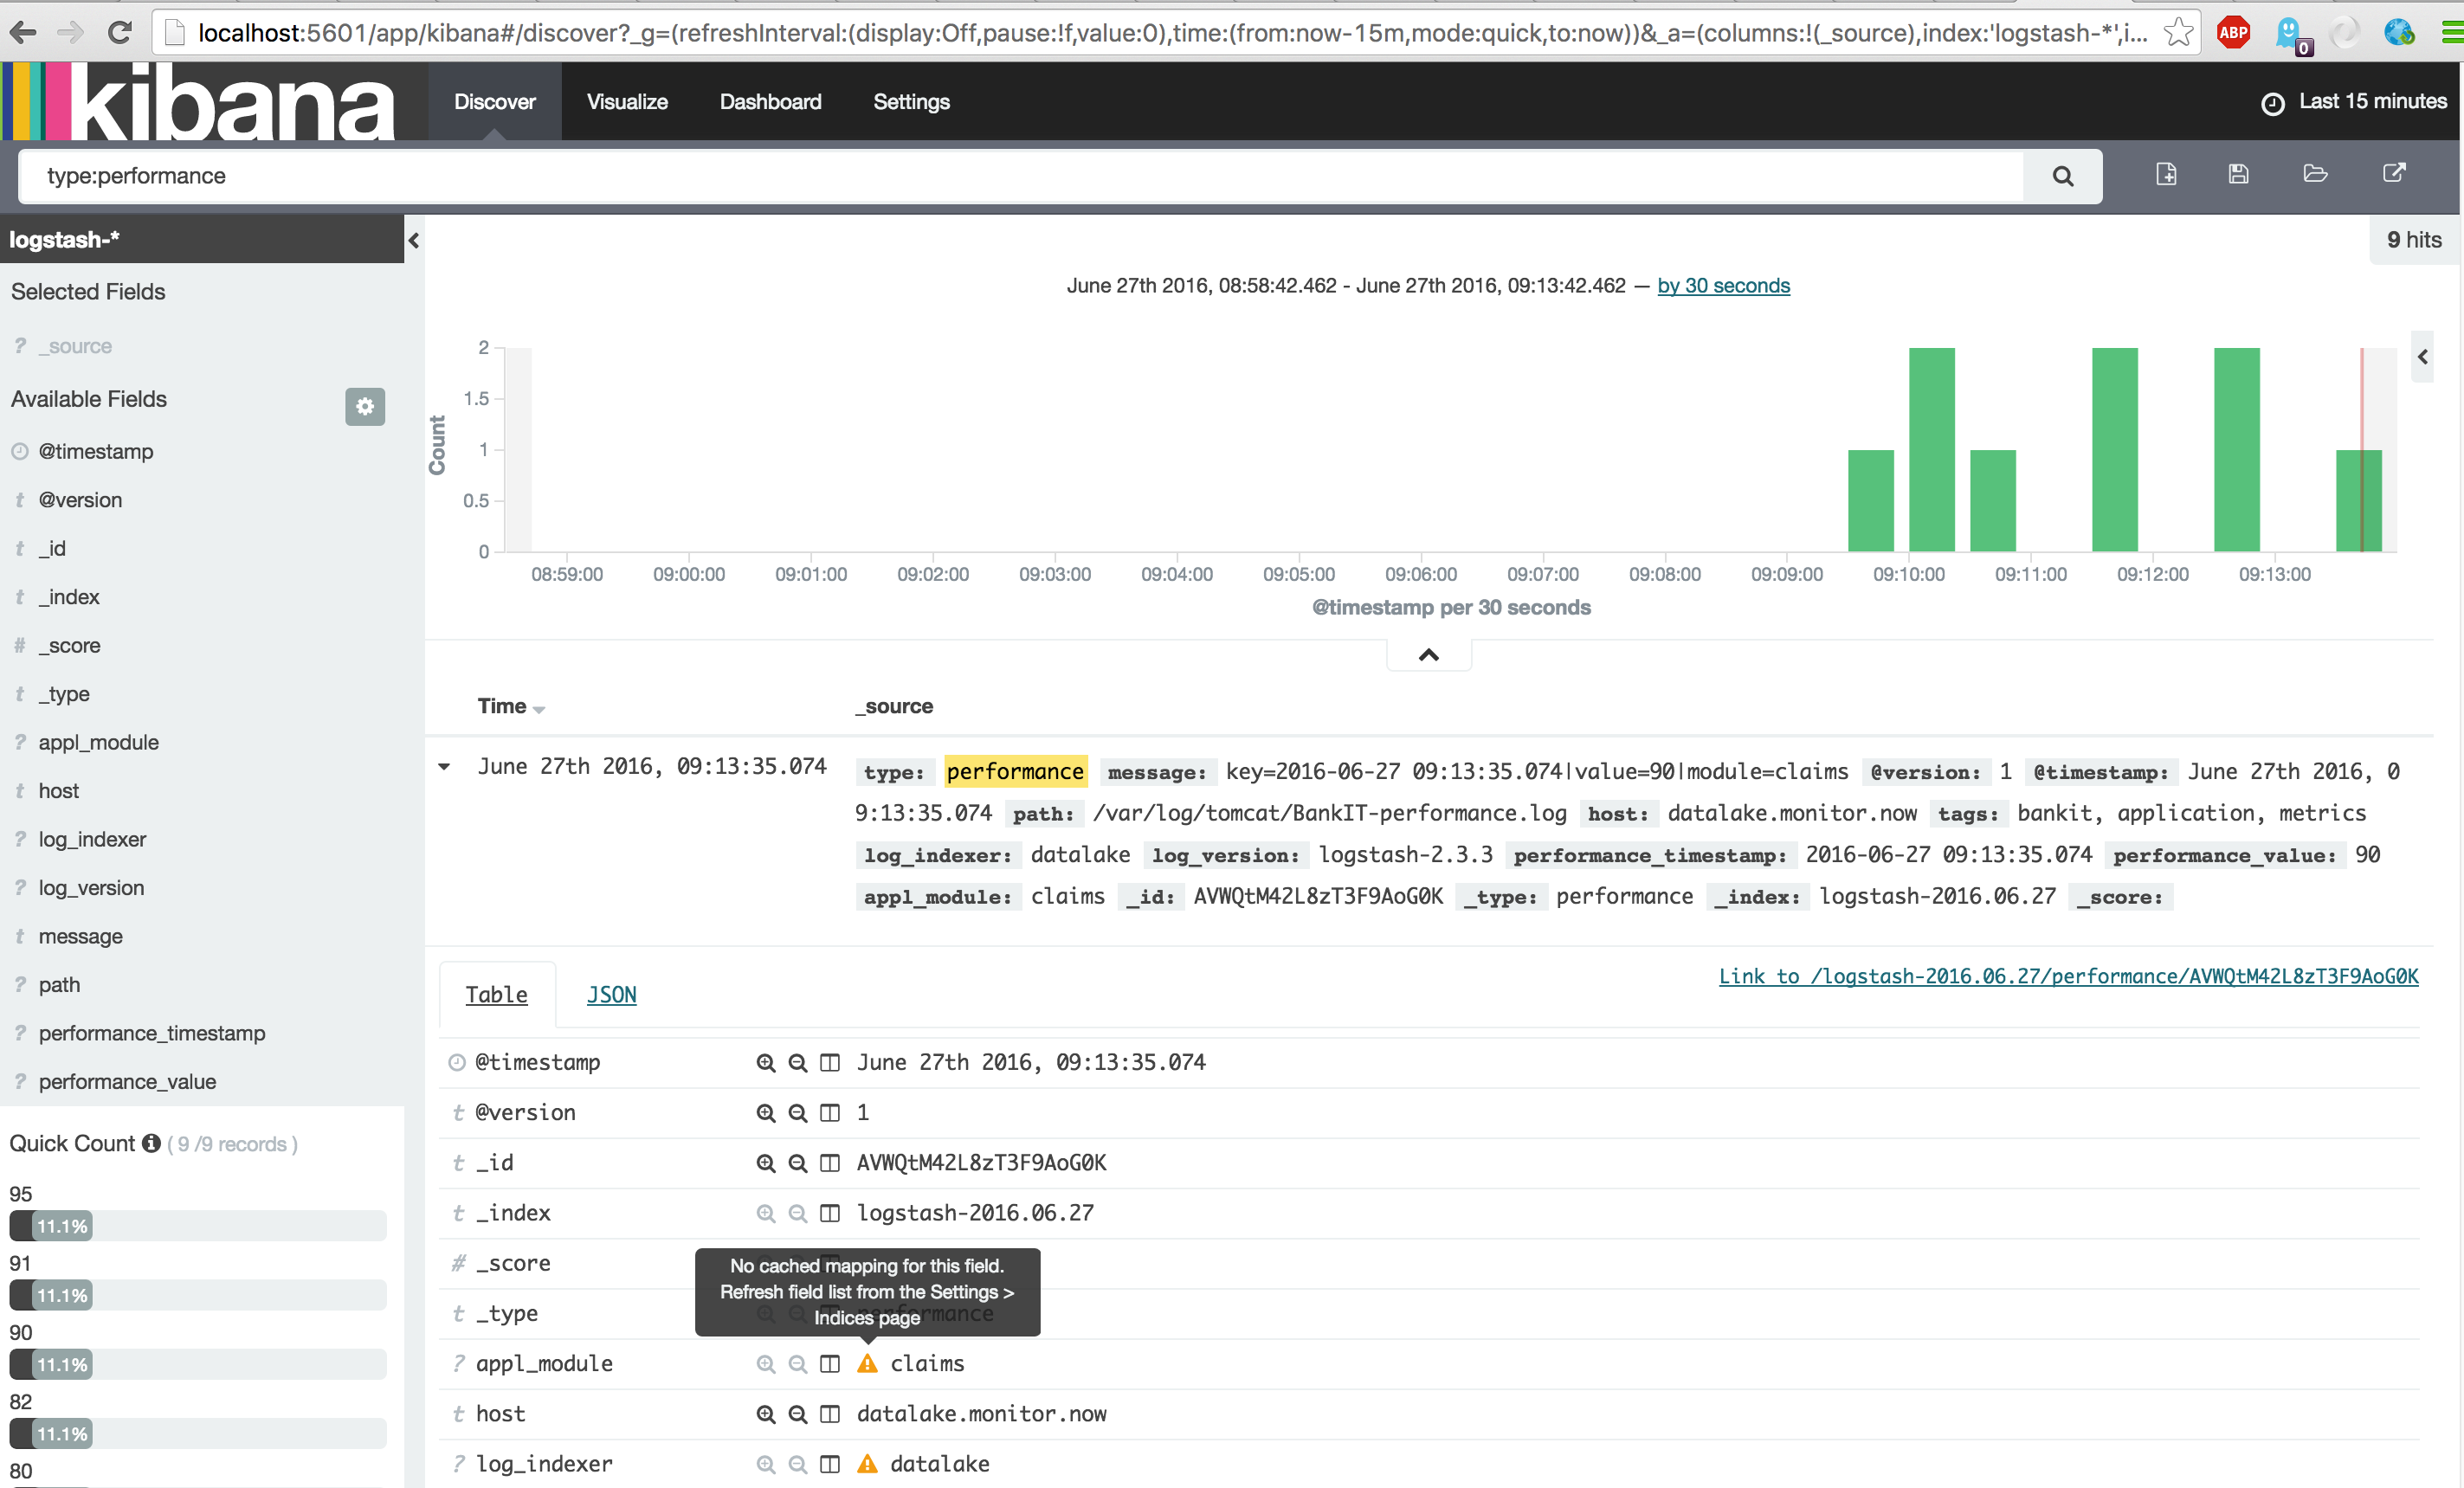 localhost:5601/app/kibana#/discover?_g=(refreshInterval:(display:Off,pause:!f,value:0),time:(from:now-15m,mode:quick,to:now))&_a=(columns:!(_source),index:'logstash-*',i...
ABP
0
kibana
Discover
Visualize
Dashboard
Settings
Last 15 minutes
type:performance
logstash-*
9 hits
Selected Fields
? _source
Available Fields
@timestamp
t @version
t _id
t _index
# _score
t _type
? appl_module
t host
? log_indexer
? log_version
t message
? path
? performance_timestamp
? performance_value
Quick Count ( 9 /9 records )
95
11.1%
91
11.1%
90
11.1%
82
11.1%
80
June 27th 2016, 08:58:42.462 - June 27th 2016, 09:13:42.462 — by 30 seconds
Count
2
1.5
1
0.5
0
08:59:00 09:00:00 09:01:00 09:02:00 09:03:00 09:04:00 09:05:00 09:06:00 09:07:00 09:08:00 09:09:00 09:10:00 09:11:00 09:12:00 09:13:00
@timestamp per 30 seconds
Time _source
June 27th 2016, 09:13:35.074 type: performance message: key=2016-06-27 09:13:35.074|value=90|module=claims @version: 1 @timestamp: June 27th 2016, 0
9:13:35.074 path: /var/log/tomcat/BankIT-performance.log host: datalake.monitor.now tags: bankit, application, metrics
log_indexer: datalake log_version: logstash-2.3.3 performance_timestamp: 2016-06-27 09:13:35.074 performance_value: 90
appl_module: claims _id: AVWQtM42L8zT3F9AoG0K _type: performance _index: logstash-2016.06.27 _score:
Table JSON
Link to /logstash-2016.06.27/performance/AVWQtM42L8zT3F9AoG0K
@timestamp June 27th 2016, 09:13:35.074
t @version 1
t _id AVWQtM42L8zT3F9AoG0K
t _index logstash-2016.06.27
# _score
t _type performance
No cached mapping for this field.
Refresh field list from the Settings >
Indices page
? appl_module claims
t host datalake.monitor.now
? log_indexer datalake